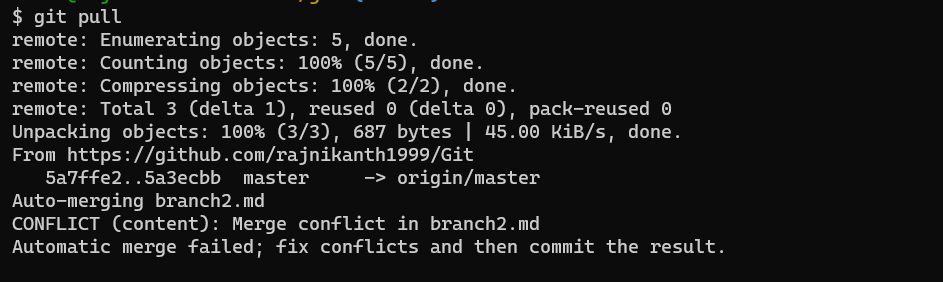 $ git pull
remote: Enumerating objects: 5, done.
remote: Counting objects: 100% (5/5), done.
remote: Compressing objects: 100% (2/2), done.
remote: Total 3 (delta 1), reused 0 (delta 0), pack-reused 0
Unpacking objects: 100% (3/3), 687 bytes | 45.00 KiB/s, done.
From https://github.com/rajnikanth1999/Git
   5a7ffe2..5a3ecbb  master     -> origin/master
Auto-merging branch2.md
CONFLICT (content): Merge conflict in branch2.md
Automatic merge failed; fix conflicts and then commit the result.